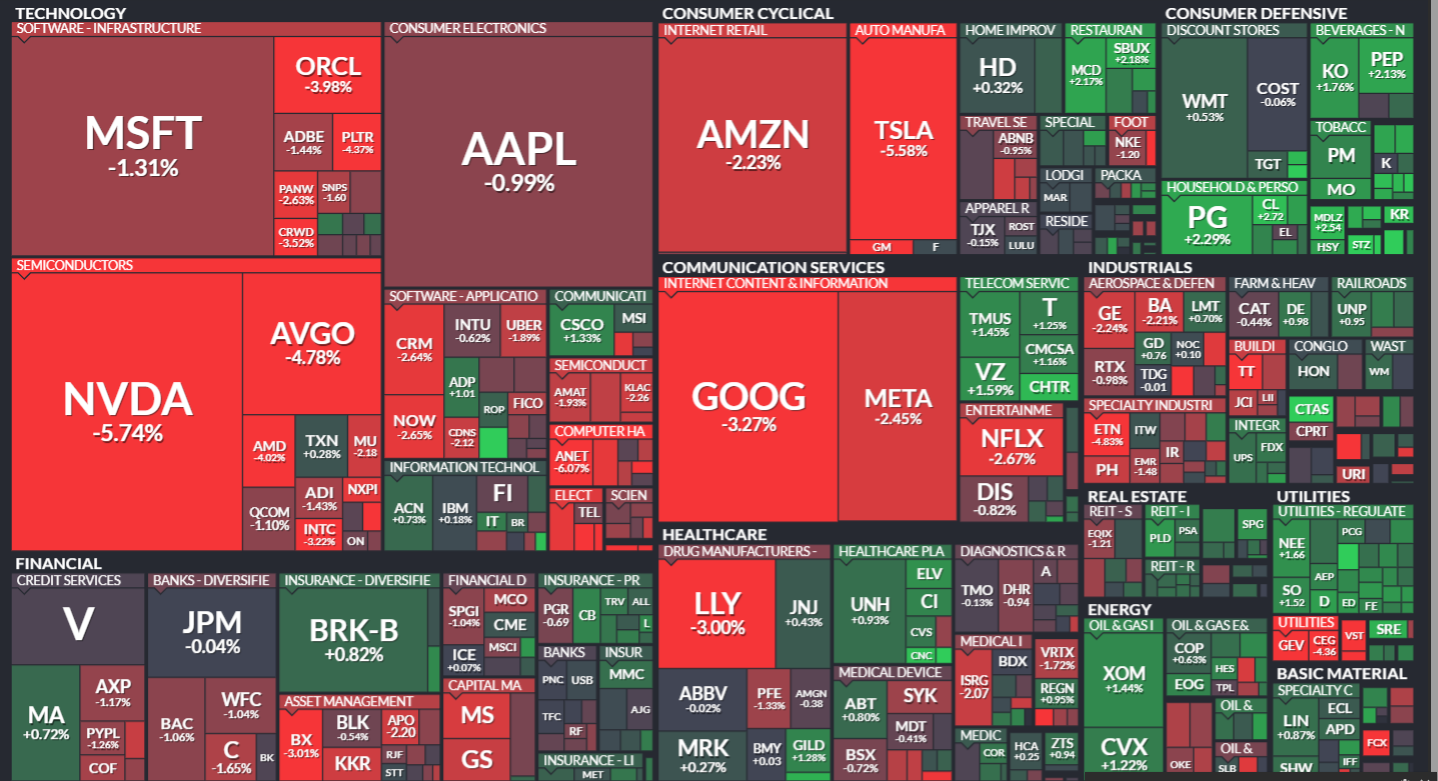 TECHNOLOGY
SOFTWARE - INFRASTRUCTURE
MSFT
-1.31%
ORCL
-3.98%
ADBE
-1.44%
PLTR
-4.37%
PANW
-2.63%
SNPS
-1.60
CRWD
-3.52%
CONSUMER ELECTRONICS
AAPL
-0.99%
SEMICONDUCTORS
NVDA
-5.74%
AVGO
-4.78%
AMD
-4.02%
TXN
+0.28%
MU
-2.18
QCOM
-1.10%
ADI
-1.43%
NXPI
INTC
-3.22%
ON
SOFTWARE - APPLICATIO
CRM
-2.64%
INTU
-0.62%
UBER
-1.89%
NOW
-2.65%
ADP
+1.01
ROP
FICO
CDNS
-2.12
COMMUNICATI
CSCO
+1.33%
MSI
SEMICONDUCT
AMAT
-1.93%
KLAC
-2.26
COMPUTER HA
ANET
-6.07%
INFORMATION TECHNOL
ACN
+0.73%
IBM
+0.18%
FI
IT
BR
ELECT
TEL
SCIEN
CONSUMER CYCLICAL
INTERNET RETAIL
AMZN
-2.23%
AUTO MANUFA
TSLA
-5.58%
GM
F
HOME IMPROV
HD
+0.32%
RESTAURAN
MCD
+2.17%
SBUX
+2.18%
TRAVEL SE
ABNB
-0.95%
SPECIAL
FOOT
NKE
-1.20
LODGI
MAR
PACKA
APPAREL R
TJX
-0.15%
ROST
LULU
RESIDE
CONSUMER DEFENSIVE
DISCOUNT STORES
WMT
+0.53%
COST
-0.06%
TGT
BEVERAGES - N
KO
+1.76%
PEP
+2.13%
TOBACC
PM
MO
K
HOUSEHOLD & PERSO
PG
+2.29%
CL
+2.72
EL
MDLZ
+2.54
HSY
KR
STZ
COMMUNICATION SERVICES
INTERNET CONTENT & INFORMATION
GOOG
-3.27%
META
-2.45%
TELECOM SERVIC
TMUS
+1.45%
T
+1.25%
VZ
+1.59%
CMCSA
+1.16%
CHTR
ENTERTAINME
NFLX
-2.67%
DIS
-0.82%
INDUSTRIALS
AEROSPACE & DEFEN
GE
-2.24%
BA
-2.21%
LMT
+0.70%
RTX
-0.98%
GD
+0.76
NOC
+0.10
TDG
-0.01
FARM & HEAV
CAT
-0.44%
DE
+0.98
RAILROADS
UNP
+0.95
BUILDI
TT
JCI
LII
CONGLO
HON
WAST
WM
SPECIALTY INDUSTRI
ETN
-4.83%
ITW
PH
EMR
-1.48
IR
INTEGR
UPS
FDX
CTAS
CPRT
URI
FINANCIAL
CREDIT SERVICES
V
MA
+0.72%
AXP
-1.17%
PYPL
-1.26%
COF
BANKS - DIVERSIFIE
JPM
-0.04%
BAC
-1.06%
WFC
-1.04%
C
-1.65%
BK
INSURANCE - DIVERSIFIE
BRK-B
+0.82%
ASSET MANAGEMENT
BX
-3.01%
BLK
-0.54%
KKR
APO
-2.20
RJF
STT
FINANCIAL D
SPGI
-1.04%
MCO
CME
ICE
+0.07%
MSCI
CAPITAL MA
MS
GS
INSURANCE - PR
PGR
-0.69
CB
TRV
ALL
L
BANKS
PNC
USB
TFC
RF
INSUR
MMC
AJG
INSURANCE - LI
MET
HEALTHCARE
DRUG MANUFACTURERS -
LLY
-3.00%
JNJ
+0.43%
ABBV
-0.02%
PFE
-1.33%
AMGN
-0.38
MRK
+0.27%
BMY
+0.03
GILD
+1.28%
HEALTHCARE PLA
UNH
+0.93%
ELV
CI
CVS
CNC
MEDICAL DEVICE
ABT
+0.80%
SYK
MDT
-0.41%
BSX
-0.72%
DIAGNOSTICS & R
TMO
-0.13%
DHR
-0.94
A
MEDICAL I
ISRG
-2.07
BDX
VRTX
-1.72%
REGN
+0.95%
MEDIC
COR
HCA
+0.25
ZTS
+0.94
REAL ESTATE
REIT - S
EQIX
-1.21
REIT - I
PLD
PSA
SPG
REIT - R
UTILITIES
UTILITIES - REGULATE
NEE
+1.66
PCG
SO
+1.52
AEP
D
ED
FE
UTILITIES
GEV
CEG
-4.36
VST
SRE
ENERGY
OIL & GAS I
XOM
+1.44%
CVX
+1.22%
OIL & GAS E&
COP
+0.63%
HES
EOG
TPL
OIL &
OKE
OIL &
SLB
BASIC MATERIAL
SPECIALTY C
LIN
+0.87%
ECL
APD
SHW
IFF
FCX